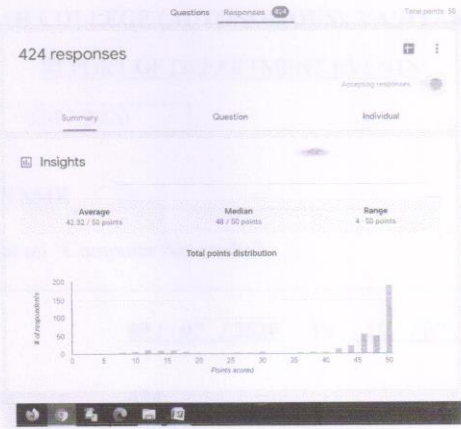 Questions Responses 424 Total points: 50
424 responses
Accepting responses
Summary Question Individual
Insights
Average Median Range
42.32 / 50 points 48 / 50 points 4 - 50 points
Total points distribution
# of respondents
200
150
100
50
0
0 5 10 15 20 25 30 35 40 45 50
Points scored